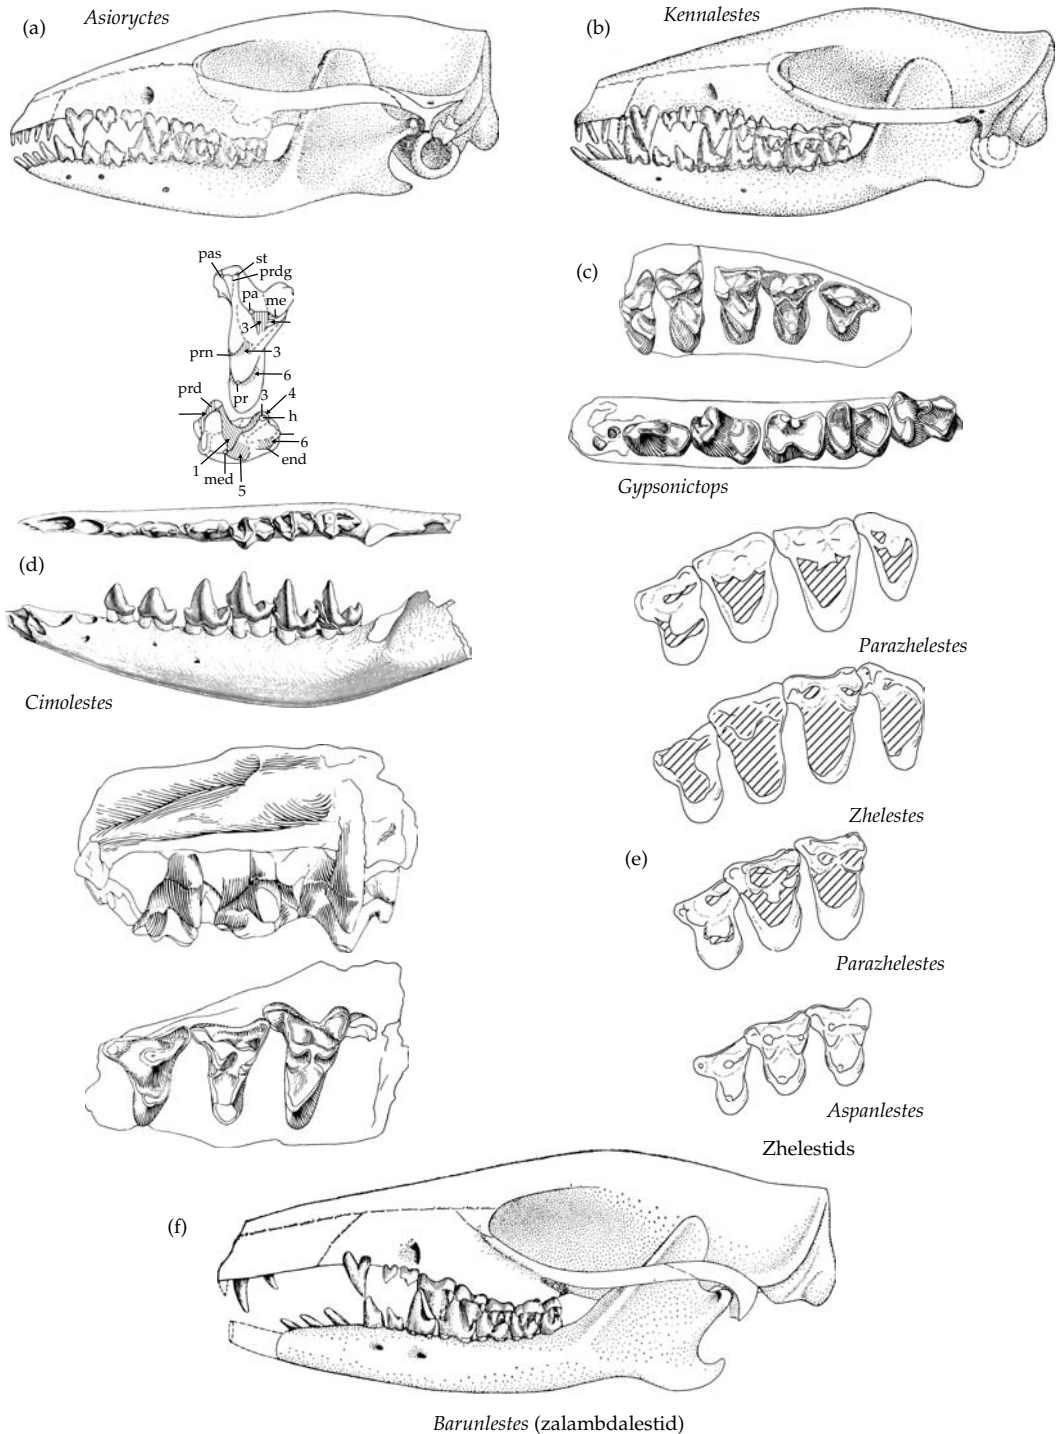 (a) Asioryctes
(b) Kennalestes
pas
st
prdg
pa
me
3
prn
3
6
pr
3
4
prd
h
6
end
1
med
5
(c)
Gypsonictops
(d)
Cimolestes
Parazhelestes
Zhelestes
(e)
Parazhelestes
Aspanlestes
Zhelestids
(f)
Barunlestes (zalambdalestid)